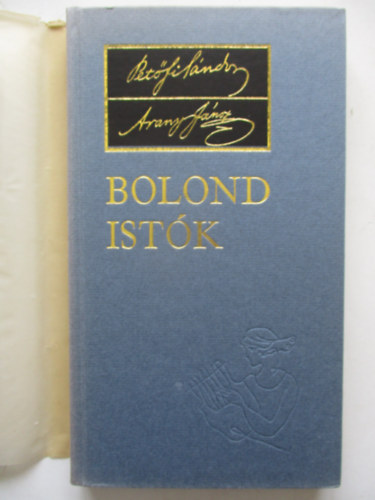 Petőfi Sándor
Arany János
BOLOND
ISTÓK